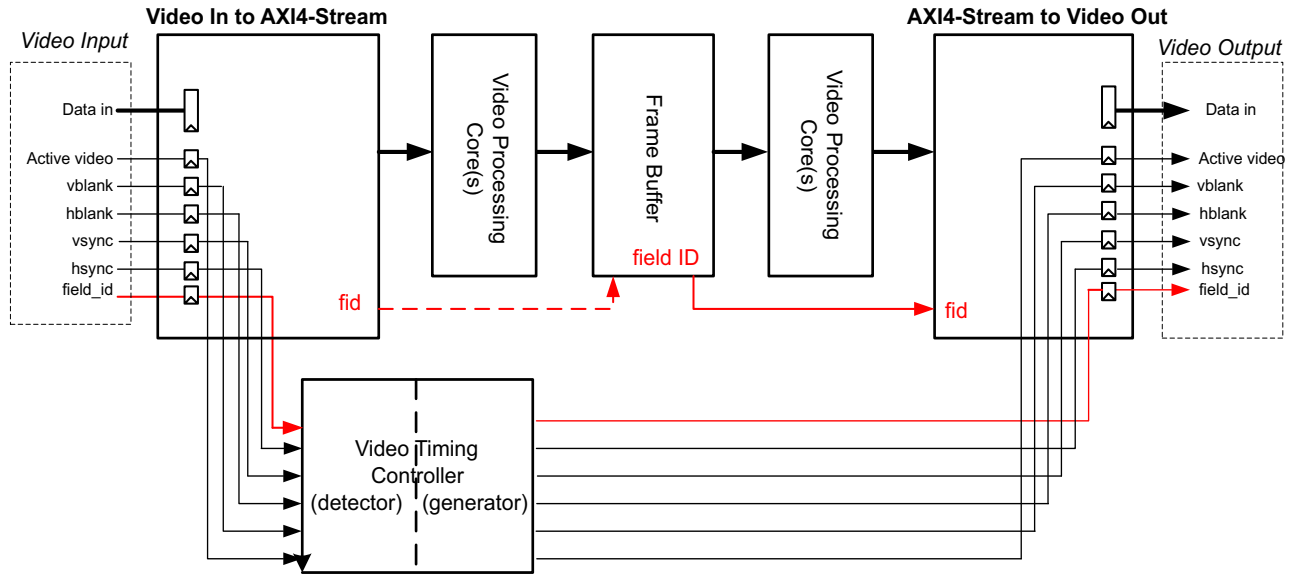 Video In to AXI4-Stream
AXI4-Stream to Video Out
Video Input
Video Output
Data in
Active video
vblank
hblank
vsync
hsync
field_id
fid
Video Processing
Core(s)
Frame Buffer
field ID
Video Processing
Core(s)
fid
Data in
Active video
vblank
hblank
vsync
hsync
field_id
Video Timing
Controller
(detector)
(generator)